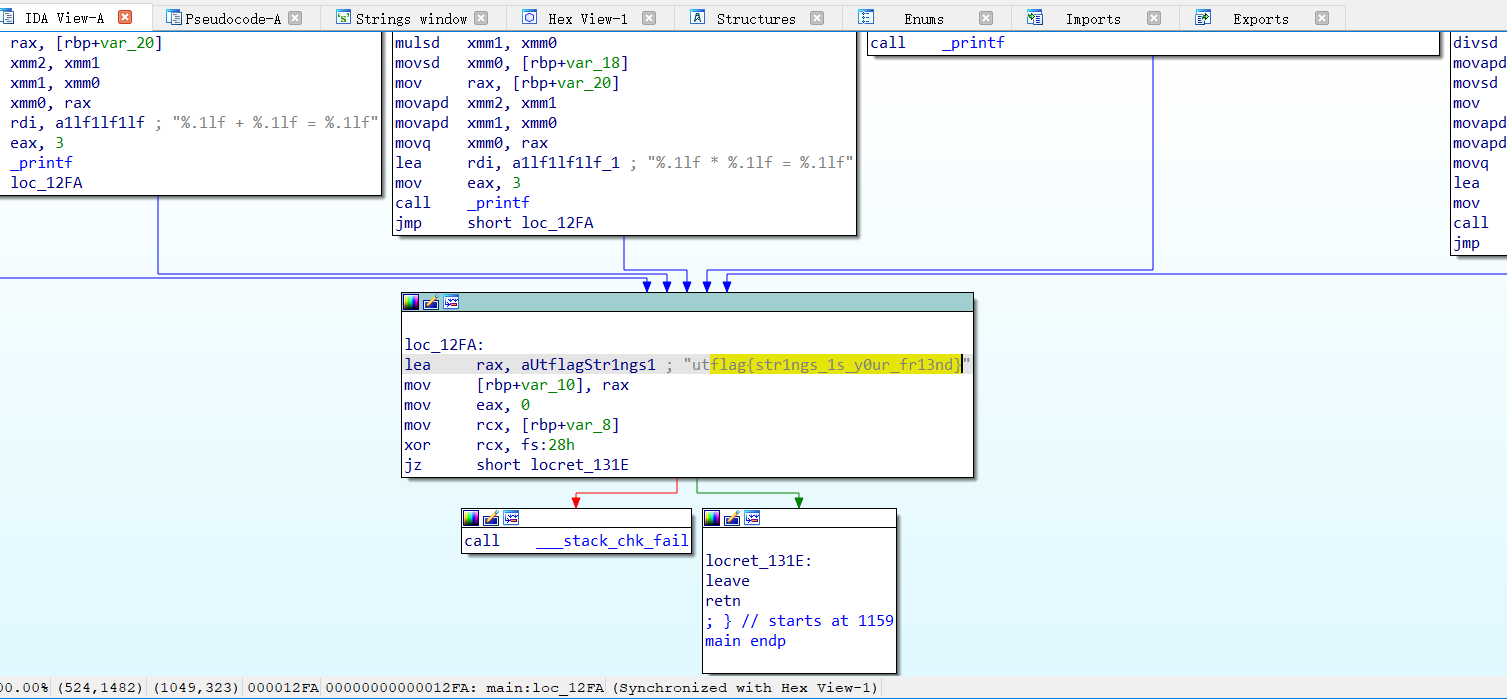 IDA View-A Pseudocode-A Strings window Hex View-1 Structures Enums Imports Exports
rax, [rbp+var_20]
xmm2, xmm1
xmm1, xmm0
xmm0, rax
rdi, a1lf1lf1lf ; "%.1lf + %.1lf = %.1lf"
eax, 3
_printf
loc_12FA
mulsd xmm1, xmm0
movsd xmm0, [rbp+var_18]
mov rax, [rbp+var_20]
movapd xmm2, xmm1
movapd xmm1, xmm0
movq xmm0, rax
lea rdi, a1lf1lf1lf_1 ; "%.1lf * %.1lf = %.1lf"
mov eax, 3
call _printf
jmp short loc_12FA
call _printf
divsd
movapd
movsd
mov
movapd
movapd
movq
lea
mov
call
jmp
loc_12FA:
lea rax, aUtflagStr1ngs1 ; "utflag{str1ngs_1s_y0ur_fr13nd}"
mov [rbp+var_10], rax
mov eax, 0
mov rcx, [rbp+var_8]
xor rcx, fs:28h
jz short locret_131E
call ___stack_chk_fail
locret_131E:
leave
retn
; } // starts at 1159
main endp
00.00% (524,1482) (1049,323) 000012FA 00000000000012FA: main:loc_12FA (Synchronized with Hex View-1)